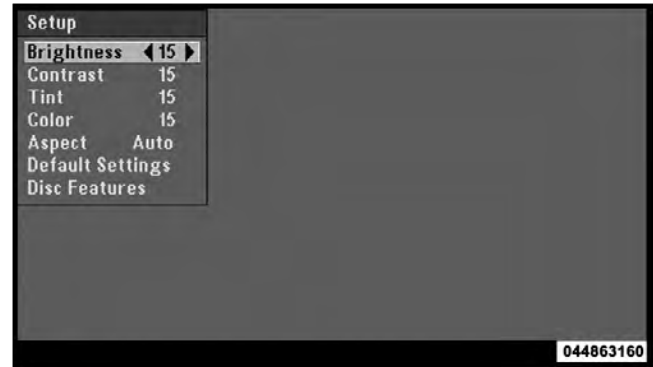 Setup
Brightness 15
Contrast 15
Tint 15
Color 15
Aspect Auto
Default Settings
Disc Features
044863160